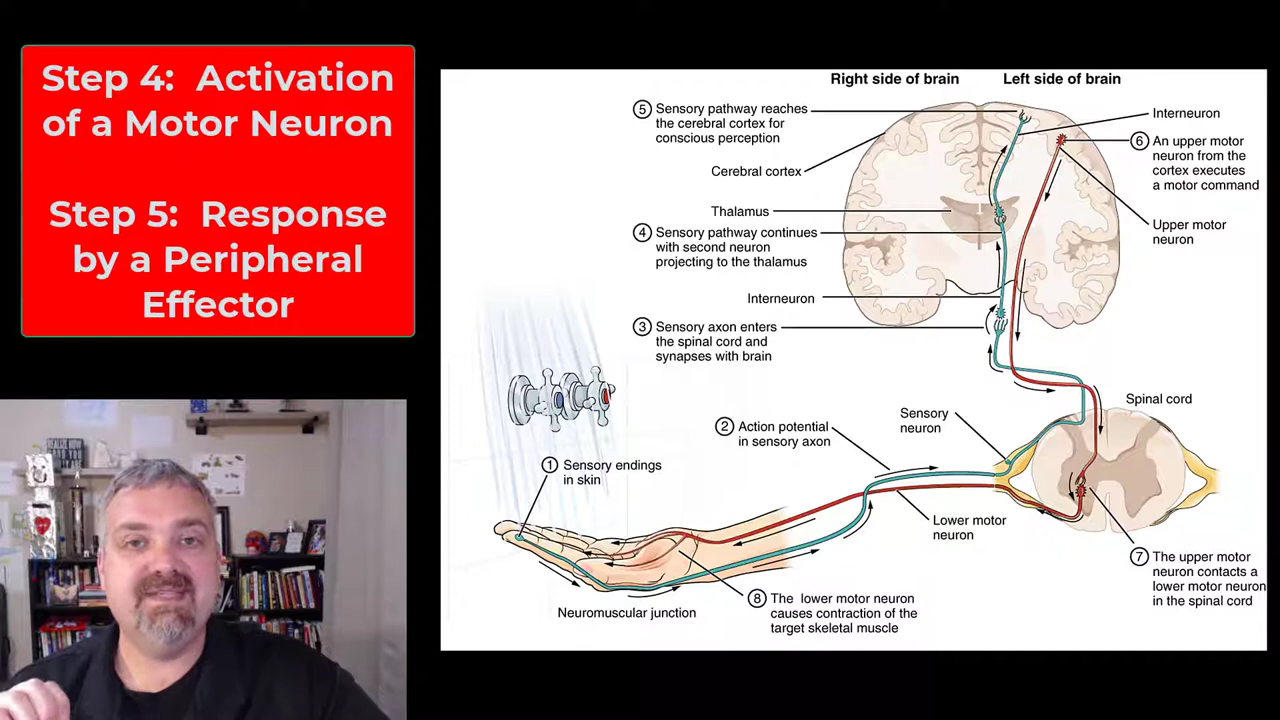 Step 4:  Activation
of a Motor Neuron
Step 5:  Response
by a Peripheral
Effector
Right side of brain
Left side of brain
5 Sensory pathway reaches
the cerebral cortex for
conscious perception
Interneuron
6 An upper motor
neuron from the
cortex executes
a motor command
Cerebral cortex
Thalamus
Upper motor
neuron
4 Sensory pathway continues
with second neuron
projecting to the thalamus
Interneuron
3 Sensory axon enters
the spinal cord and
synapses with brain
Spinal cord
Sensory
neuron
2 Action potential
in sensory axon
1 Sensory endings
in skin
Lower motor
neuron
7 The upper motor
neuron contacts a
lower motor neuron
in the spinal cord
Neuromuscular junction
8 The lower motor neuron
causes contraction of the
target skeletal muscle